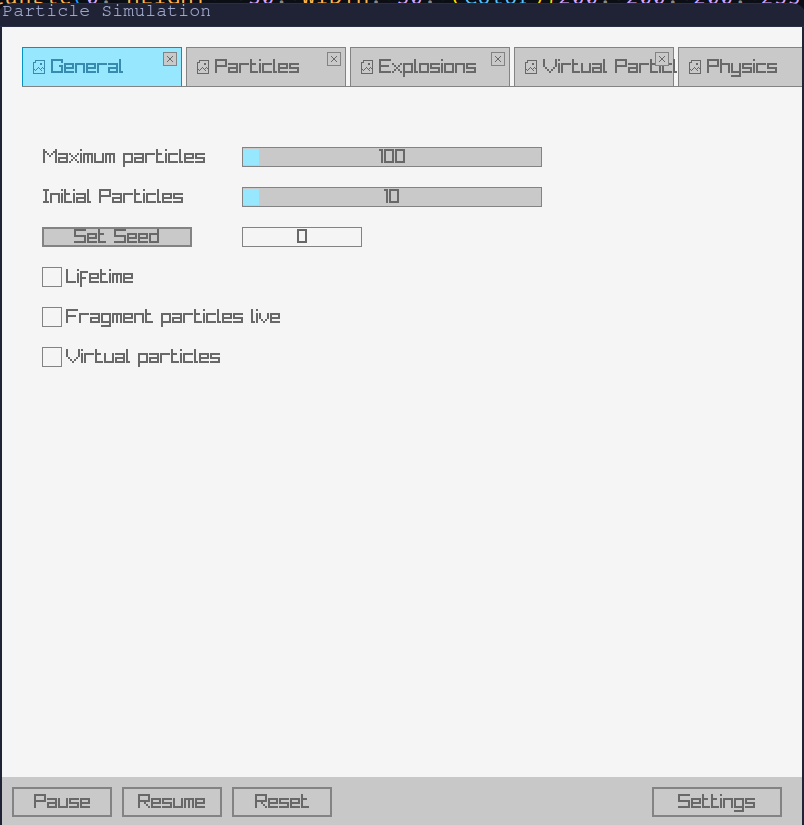 Particle Simulation
General Particles Explosions Virtual Physics
Maximum particles 100
Initial Particles 10
Set Seed 0
Lifetime
Fragment particles live
Virtual particles
Pause Resume Reset Settings